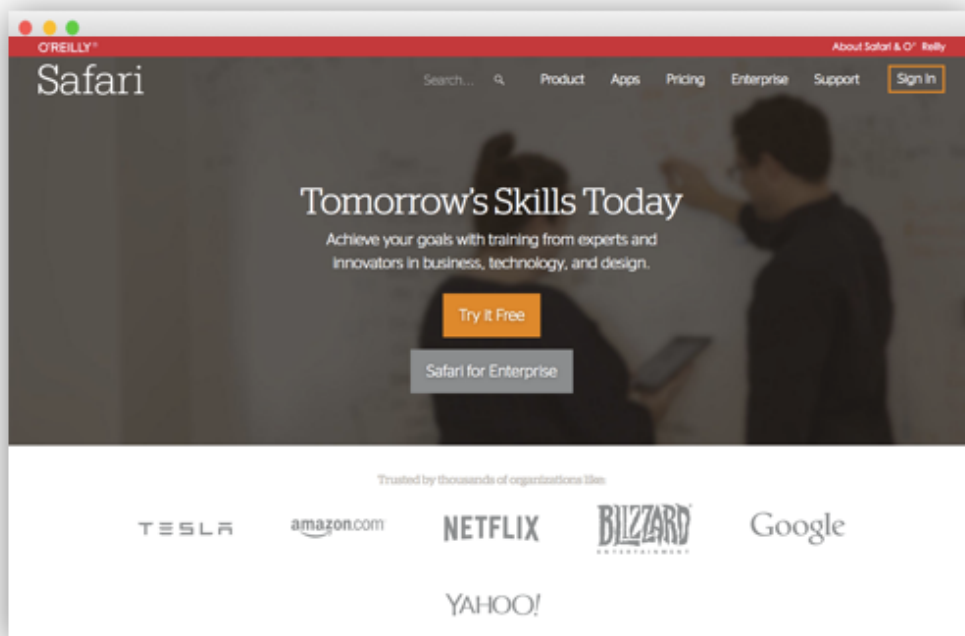 O'REILLY®
About Safari & O' Reilly
Safari
Search...
Product
Apps
Pricing
Enterprise
Support
Sign In
Tomorrow's Skills Today
Achieve your goals with training from experts and
innovators in business, technology, and design.
Try it Free
Safari for Enterprise
Trusted by thousands of organizations like:
TESLA
amazon.com
NETFLIX
BLIZZARD
ENTERTAINMENT
Google
YAHOO!